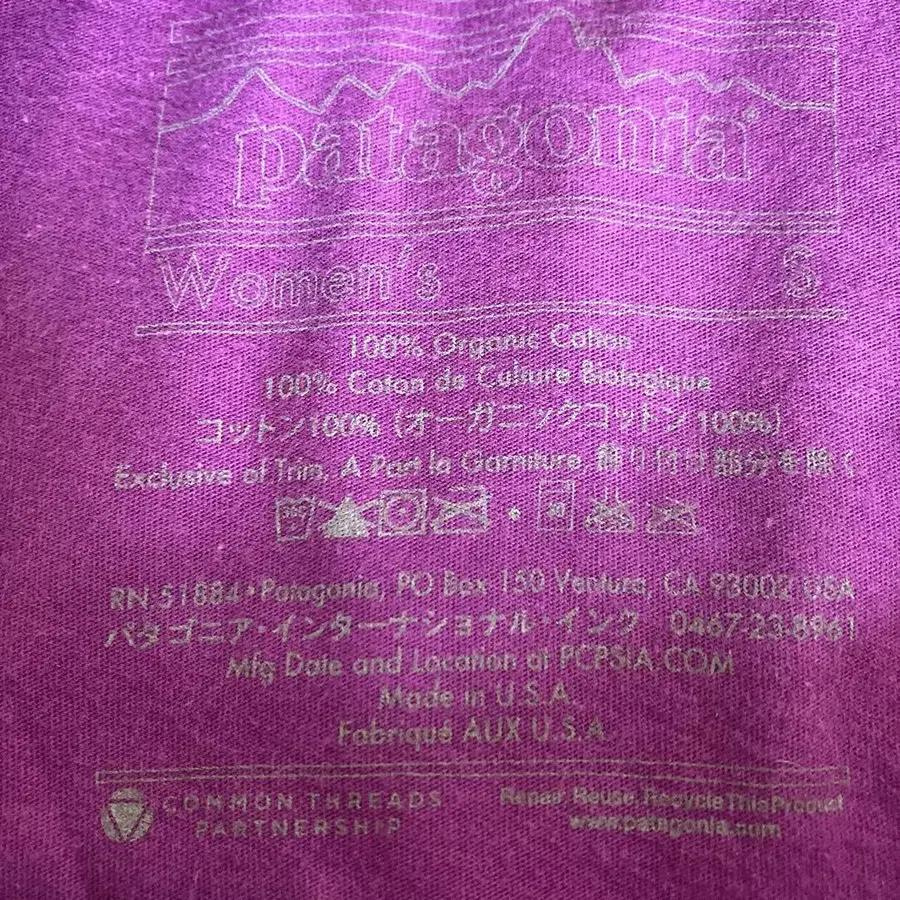 patagonia®
Women's S
100% Organic Cotton
100% Coton de Culture Biologique
コットン100% (オーガニックコットン 100%)
Exclusive of Trim, A Part la Garniture 飾り付け部分を除く
RN 51884•Patagonia, PO Box 150 Ventura, CA 93002 USA
パタゴニア・インターナショナル・インク 0467-23-8961
Mfg Date and Location at PCPSIA.COM
Made in U.S.A.
Fabriqué AUX U.S.A.
COMMON THREADS Repair Reuse Recycle This Product
PARTNERSHIP www.patagonia.com